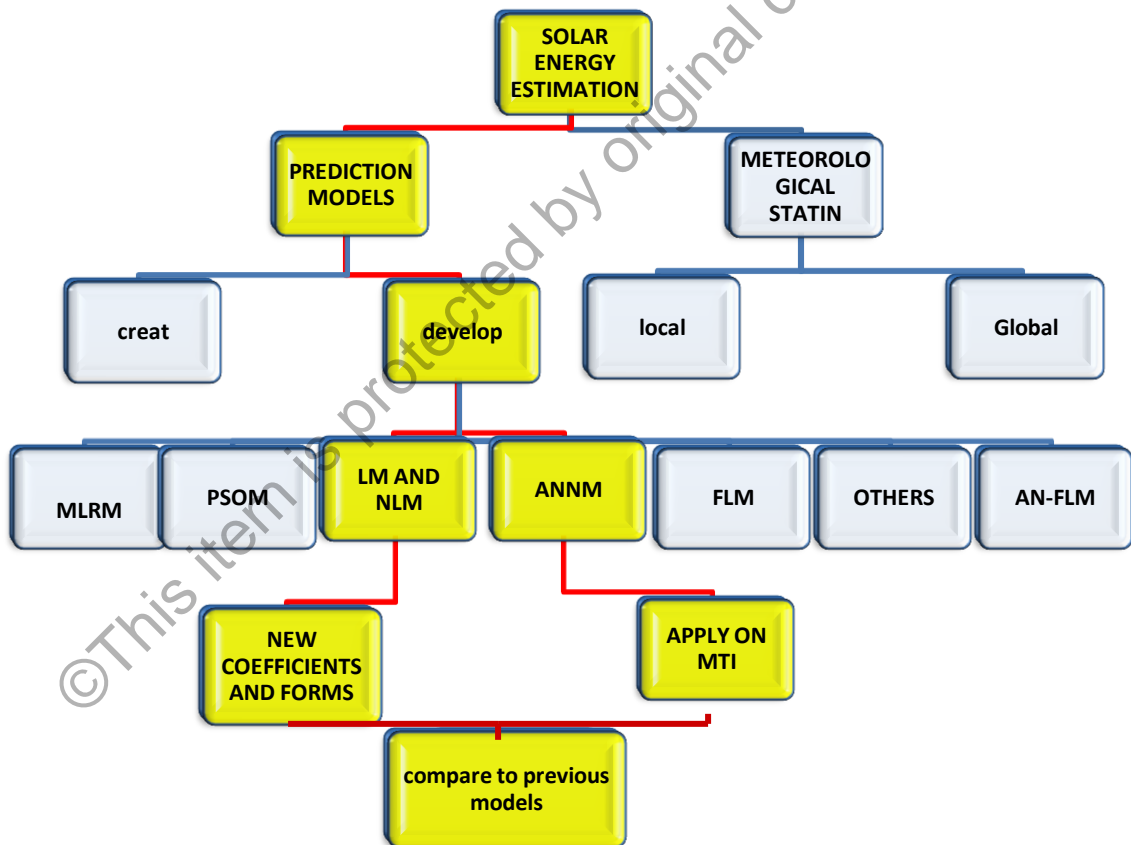 SOLAR
ENERGY
ESTIMATION
PREDICTION
MODELS
METEOROLO
GICAL
STATIN
creat
develop
local
Global
MLRM
PSOM
LM AND
NLM
ANNM
FLM
OTHERS
AN-FLM
NEW
COEFFICIENTS
AND FORMS
APPLY ON
MTI
compare to previous
models
©This item is protected by original